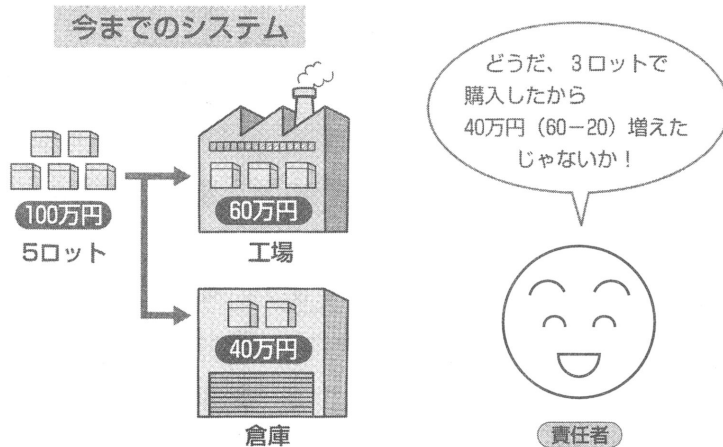 今までのシステム
どうだ、3ロットで
購入したから
40万円（60－20）増えた
じゃないか！
100万円
5ロット
60万円
工場
40万円
倉庫
責任者